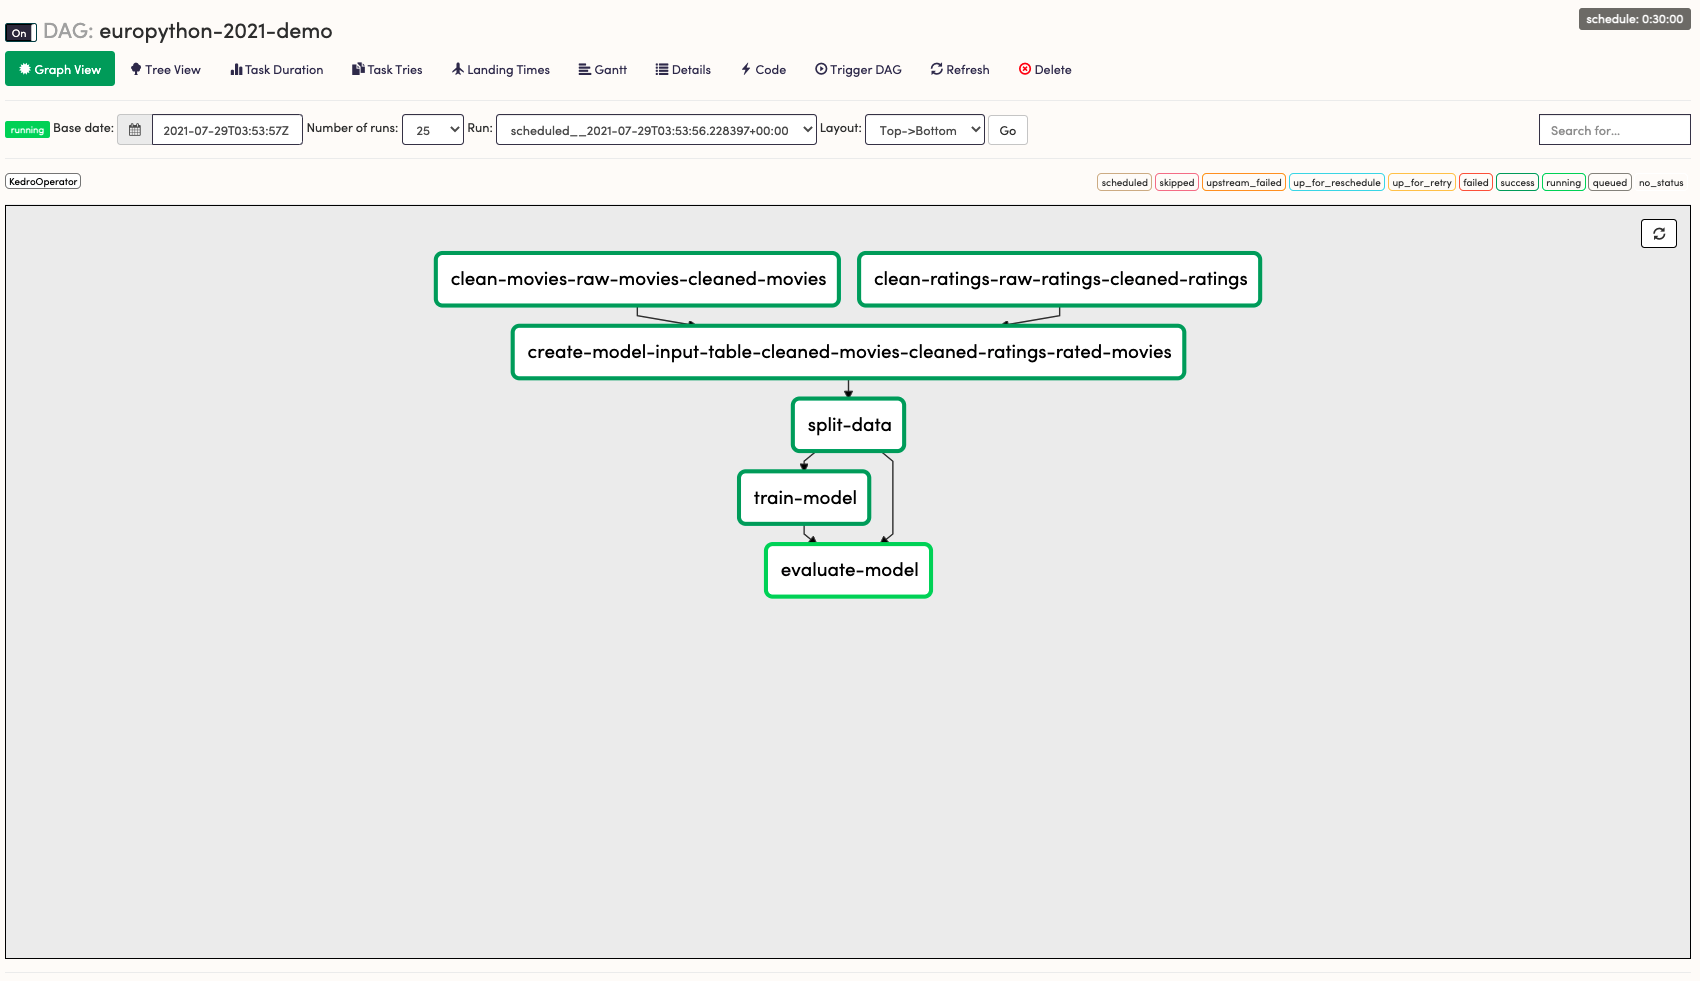 schedule: 0:30:00
On DAG: europython-2021-demo
Graph View Tree View Task Duration Task Tries Landing Times Gantt Details Code Trigger DAG Refresh Delete
running Base date: 2021-07-29T03:53:57Z Number of runs: 25 Run: scheduled__2021-07-29T03:53:56.228397+00:00 Layout: Top->Bottom Go Search for...
KedroOperator scheduled skipped upstream_failed up_for_reschedule up_for_retry failed success running queued no_status
clean-movies-raw-movies-cleaned-movies clean-ratings-raw-ratings-cleaned-ratings
create-model-input-table-cleaned-movies-cleaned-ratings-rated-movies
split-data
train-model
evaluate-model